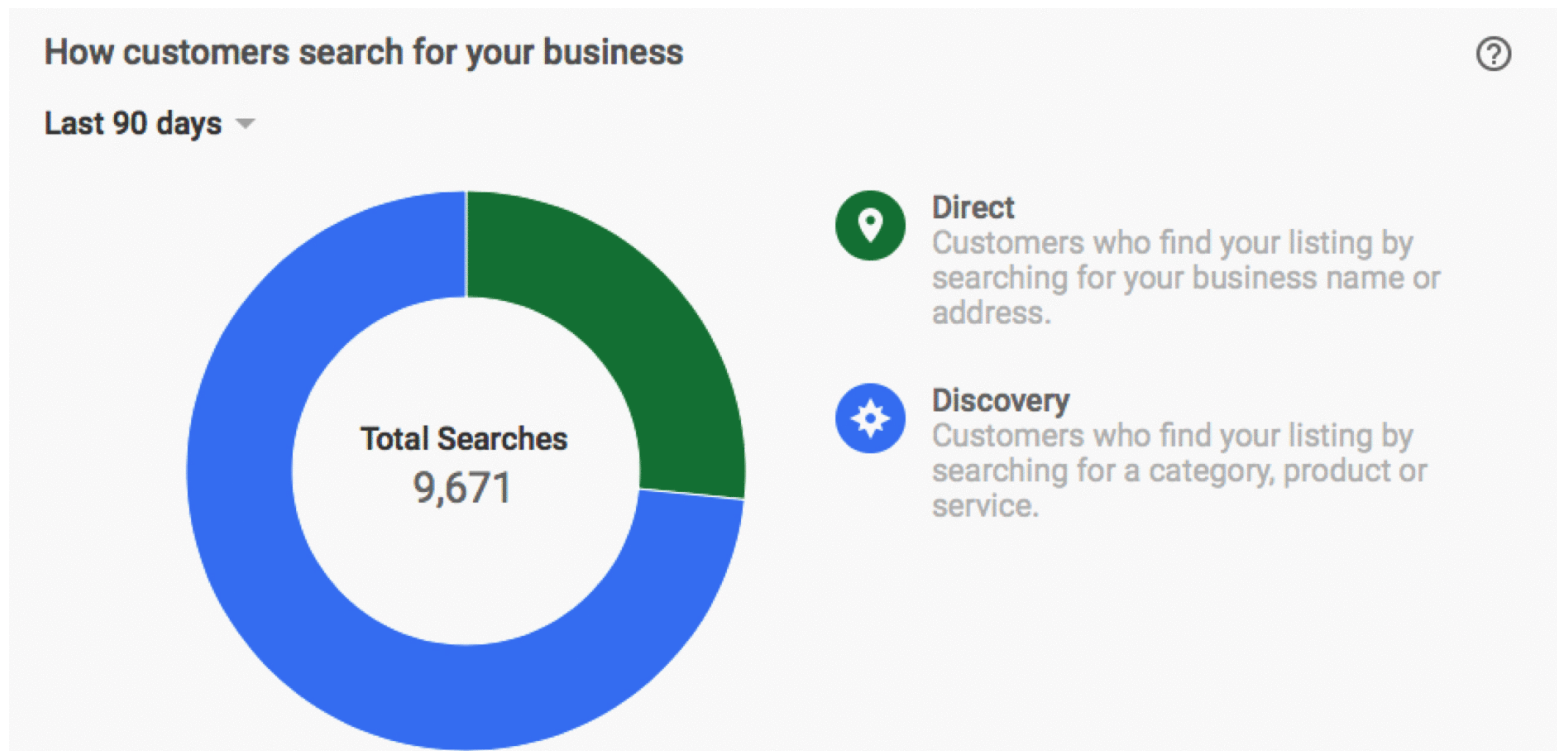 How customers search for your business
Last 90 days
Total Searches
9,671
Direct
Customers who find your listing by
searching for your business name or
address.
Discovery
Customers who find your listing by
searching for a category, product or
service.